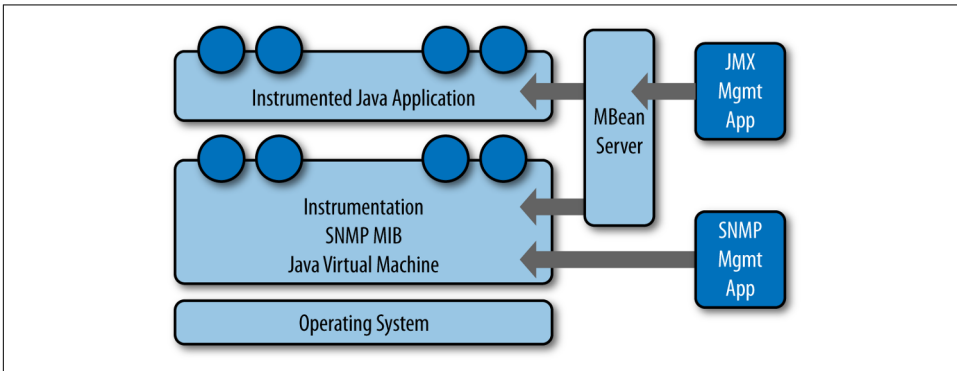 Instrumented Java Application
MBean
Server
JMX
Mgmt
App
Instrumentation
SNMP MIB
Java Virtual Machine
SNMP
Mgmt
App
Operating System